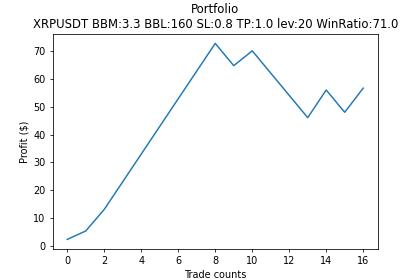 Portfolio
XRPUSDT BBM:3.3 BBL:160 SL:0.8 TP:1.0 lev:20 WinRatio:71.0
70
60
50
40
30
20
10
0
Profit ($)
0 2 4 6 8 10 12 14 16
Trade counts